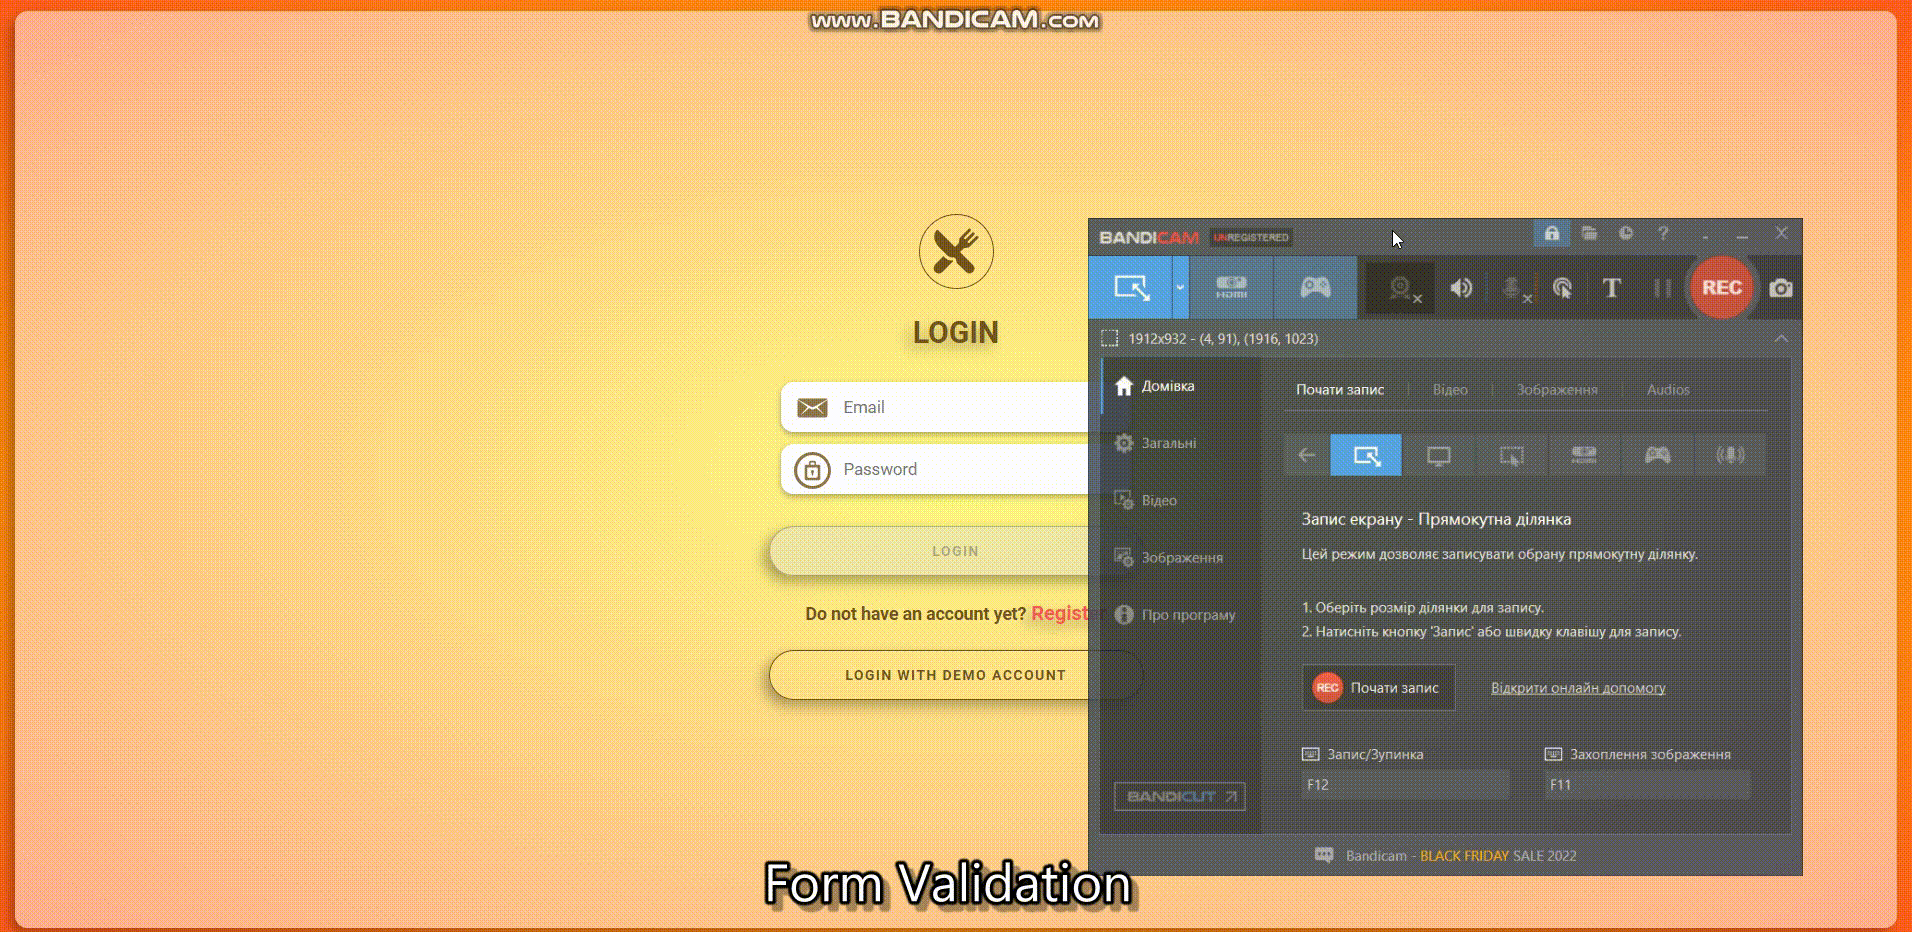 www.BANDICAM.com
LOGIN
Email
Password
LOGIN
Do not have an account yet? Register
LOGIN WITH DEMO ACCOUNT
Form Validation
BANDICAM UNREGISTERED
HDMI
T
REC
1912x932 - (4, 91), (1916, 1023)
Домівка
Загальні
Відео
Зображення
Про програму
BANDICUT
Почати запис
Відео
Зображення
Audios
Запис екрану - Прямокутна ділянка
Цей режим дозволяє записувати обрану прямокутну ділянку.
1. Оберіть розмір ділянки для запису.
2. Натисніть кнопку 'Запис' або швидку клавішу для запису.
REC Почати запис
Відкрити онлайн допомогу
Запис/Зупинка
Захоплення зображення
F12
F11
Bandicam - BLACK FRIDAY SALE 2022